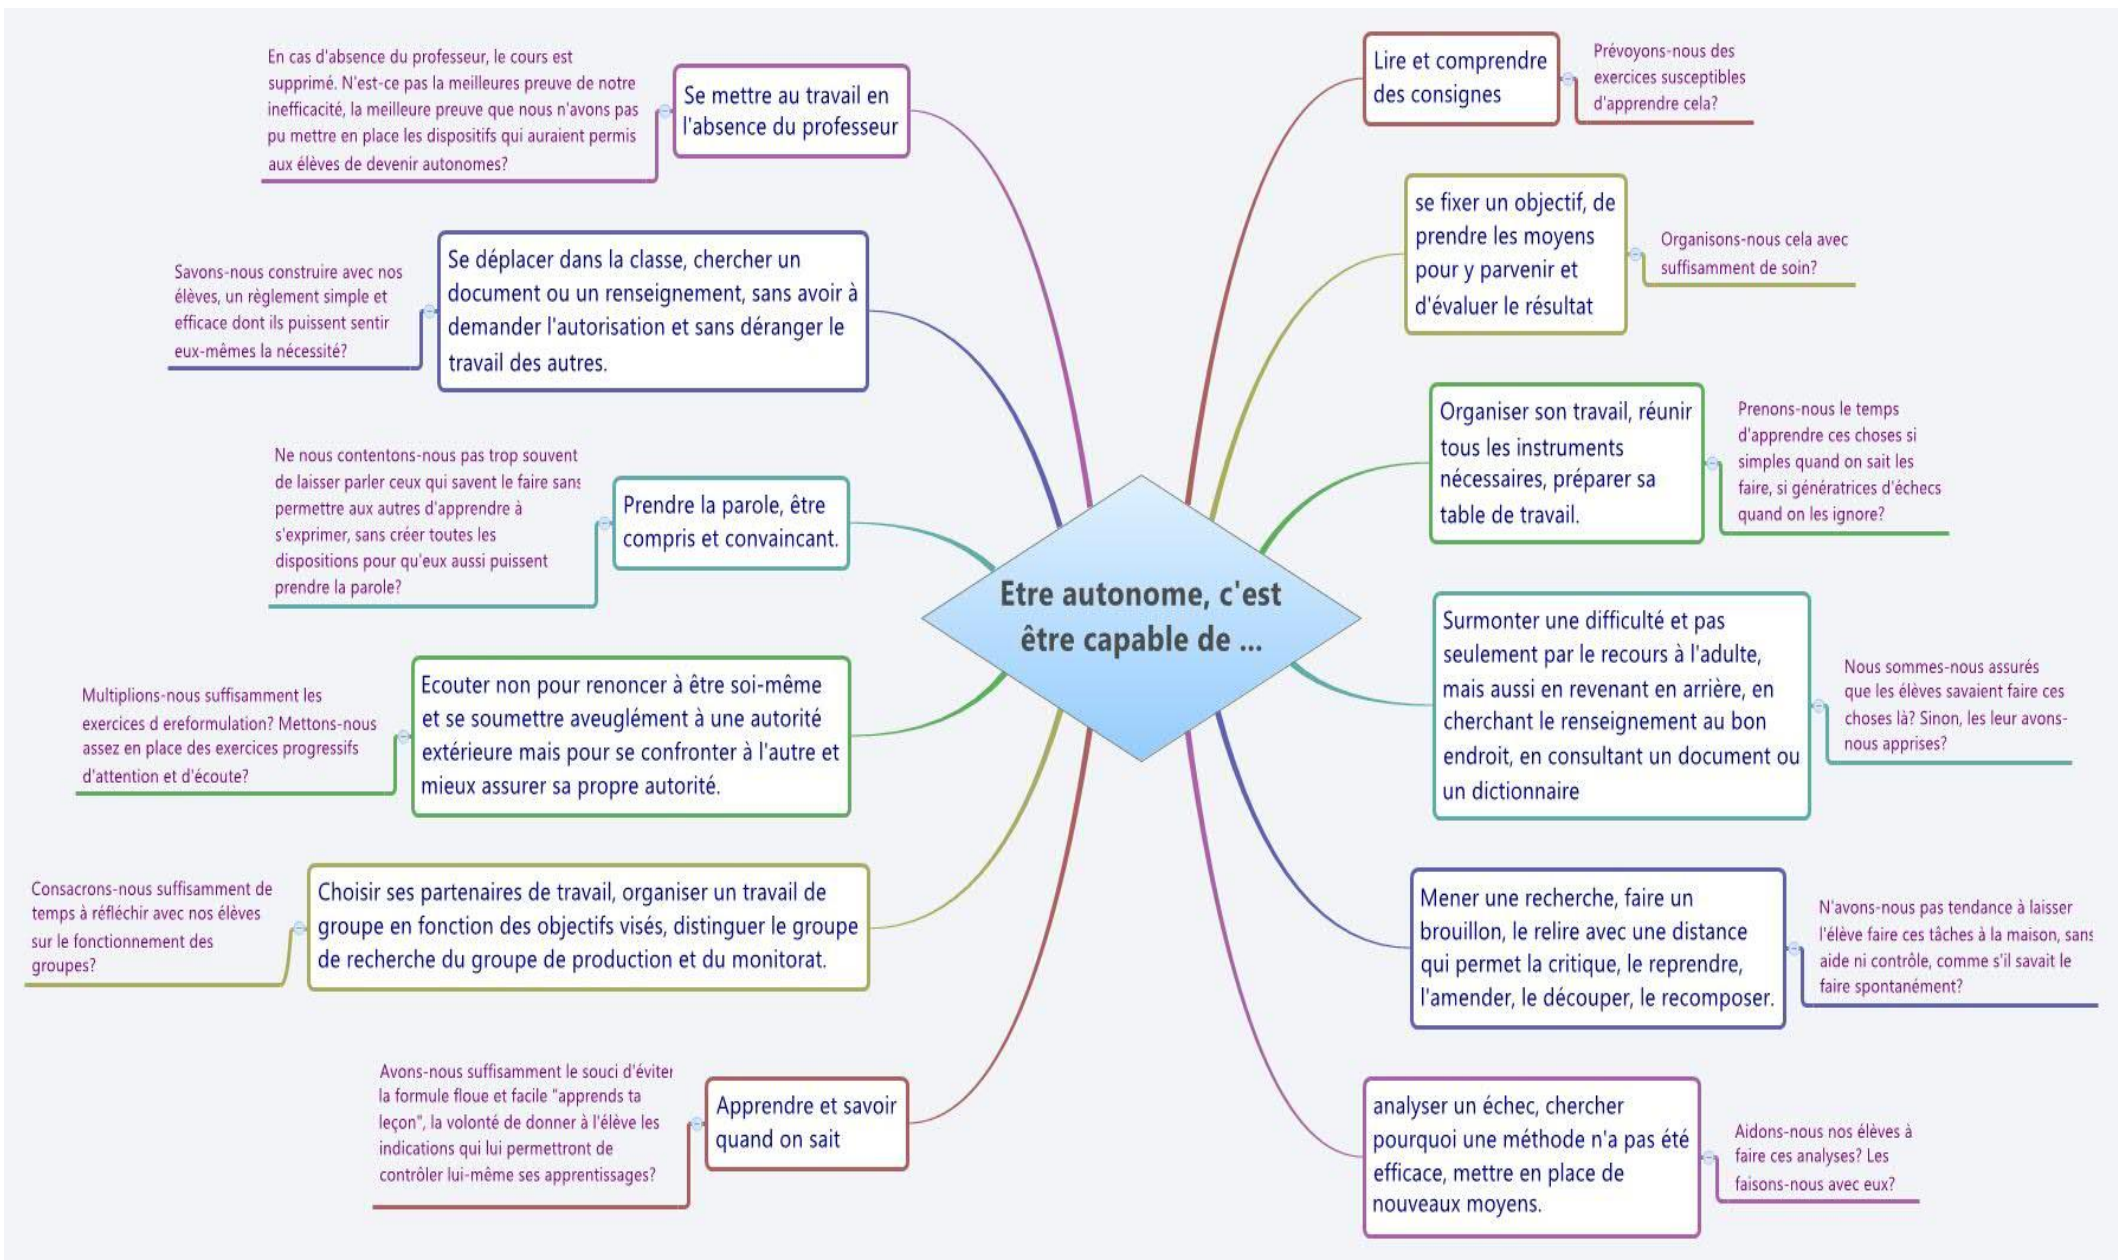 Etre autonome, c'est
être capable de ...
Lire et comprendre
des consignes
Prévoyons-nous des
exercices susceptibles
d'apprendre cela?
se fixer un objectif, de
prendre les moyens
pour y parvenir et
d'évaluer le résultat
Organisons-nous cela avec
suffisamment de soin?
Organiser son travail, réunir
tous les instruments
nécessaires, préparer sa
table de travail.
Prenons-nous le temps
d'apprendre ces choses si
simples quand on sait les
faire, si génératrices d'échecs
quand on les ignore?
Surmonter une difficulté et pas
seulement par le recours à l'adulte,
mais aussi en revenant en arrière, en
cherchant le renseignement au bon
endroit, en consultant un document ou
un dictionnaire
Nous sommes-nous assurés
que les élèves savaient faire ces
choses là? Sinon, les leur avons-
nous apprises?
Mener une recherche, faire un
brouillon, le relire avec une distance
qui permet la critique, le reprendre,
l'amender, le découper, le recomposer.
N'avons-nous pas tendance à laisser
l'élève faire ces tâches à la maison, sans
aide ni contrôle, comme s'il savait le
faire spontanément?
analyser un échec, chercher
pourquoi une méthode n'a pas été
efficace, mettre en place de
nouveaux moyens.
Aidons-nous nos élèves à
faire ces analyses? Les
faisons-nous avec eux?
Se mettre au travail en
l'absence du professeur
En cas d'absence du professeur, le cours est
supprimé. N'est-ce pas la meilleures preuve de notre
inefficacité, la meilleure preuve que nous n'avons pas
pu mettre en place les dispositifs qui auraient permis
aux élèves de devenir autonomes?
Se déplacer dans la classe, chercher un
document ou un renseignement, sans avoir à
demander l'autorisation et sans déranger le
travail des autres.
Savons-nous construire avec nos
élèves, un règlement simple et
efficace dont ils puissent sentir
eux-mêmes la nécessité?
Prendre la parole, être
compris et convaincant.
Ne nous contentons-nous pas trop souvent
de laisser parler ceux qui savent le faire sans
permettre aux autres d'apprendre à
s'exprimer, sans créer toutes les
dispositions pour qu'eux aussi puissent
prendre la parole?
Ecouter non pour renoncer à être soi-même
et se soumettre aveuglément à une autorité
extérieure mais pour se confronter à l'autre et
mieux assurer sa propre autorité.
Multiplions-nous suffisamment les
exercices d ereformulation? Mettons-nous
assez en place des exercices progressifs
d'attention et d'écoute?
Choisir ses partenaires de travail, organiser un travail de
groupe en fonction des objectifs visés, distinguer le groupe
de recherche du groupe de production et du monitorat.
Consacrons-nous suffisamment de
temps à réfléchir avec nos élèves
sur le fonctionnement des
groupes?
Apprendre et savoir
quand on sait
Avons-nous suffisamment le souci d'éviter
la formule floue et facile "apprends ta
leçon", la volonté de donner à l'élève les
indications qui lui permettront de
contrôler lui-même ses apprentissages?